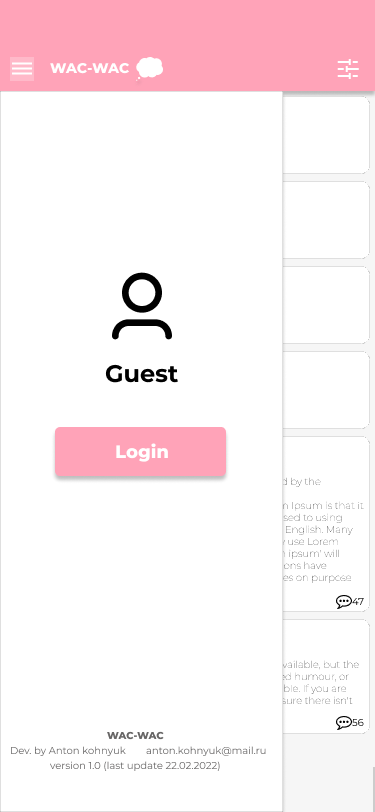 WAC-WAC
Guest
Login
d by the
n Ipsum is that it
sed to using
English. Many
use Lorem
n ipsum' will
ons have
es on purpose
47
vailable, but the
ed humour, or
ble. If you are
sure there isn't
56
WAC-WAC
Dev. by Anton kohnyuk anton.kohnyuk@mail.ru
version 1.0 (last update 22.02.2022)